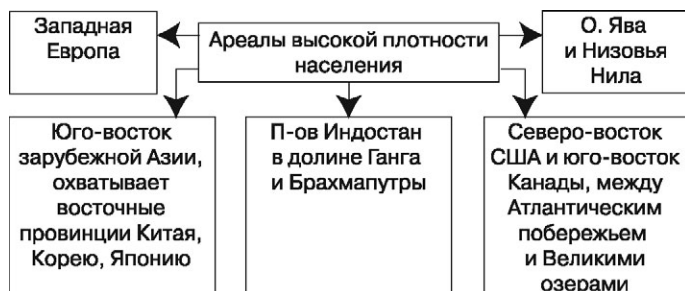 Западная
Европа
Ареалы высокой плотности
населения
О. Ява
и Низовья
Нила
Юго-восток
зарубежной Азии,
охватывает
восточные
провинции Китая,
Корею, Японию
П-ов Индостан
в долине Ганга
и Брахмапутры
Северо-восток
США и юго-восток
Канады, между
Атлантическим
побережьем
и Великими
озерами